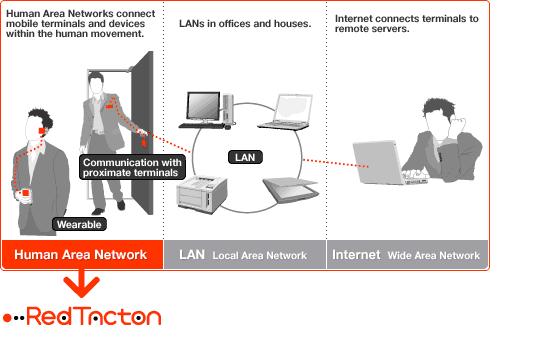 Human Area Networks connect
mobile terminals and devices
within the human movement.
LANs in offices and houses.
Internet connects terminals to
remote servers.
Communication with
proximate terminals
LAN
Wearable
Human Area Network
LAN Local Area Network
Internet Wide Area Network
RedTacton